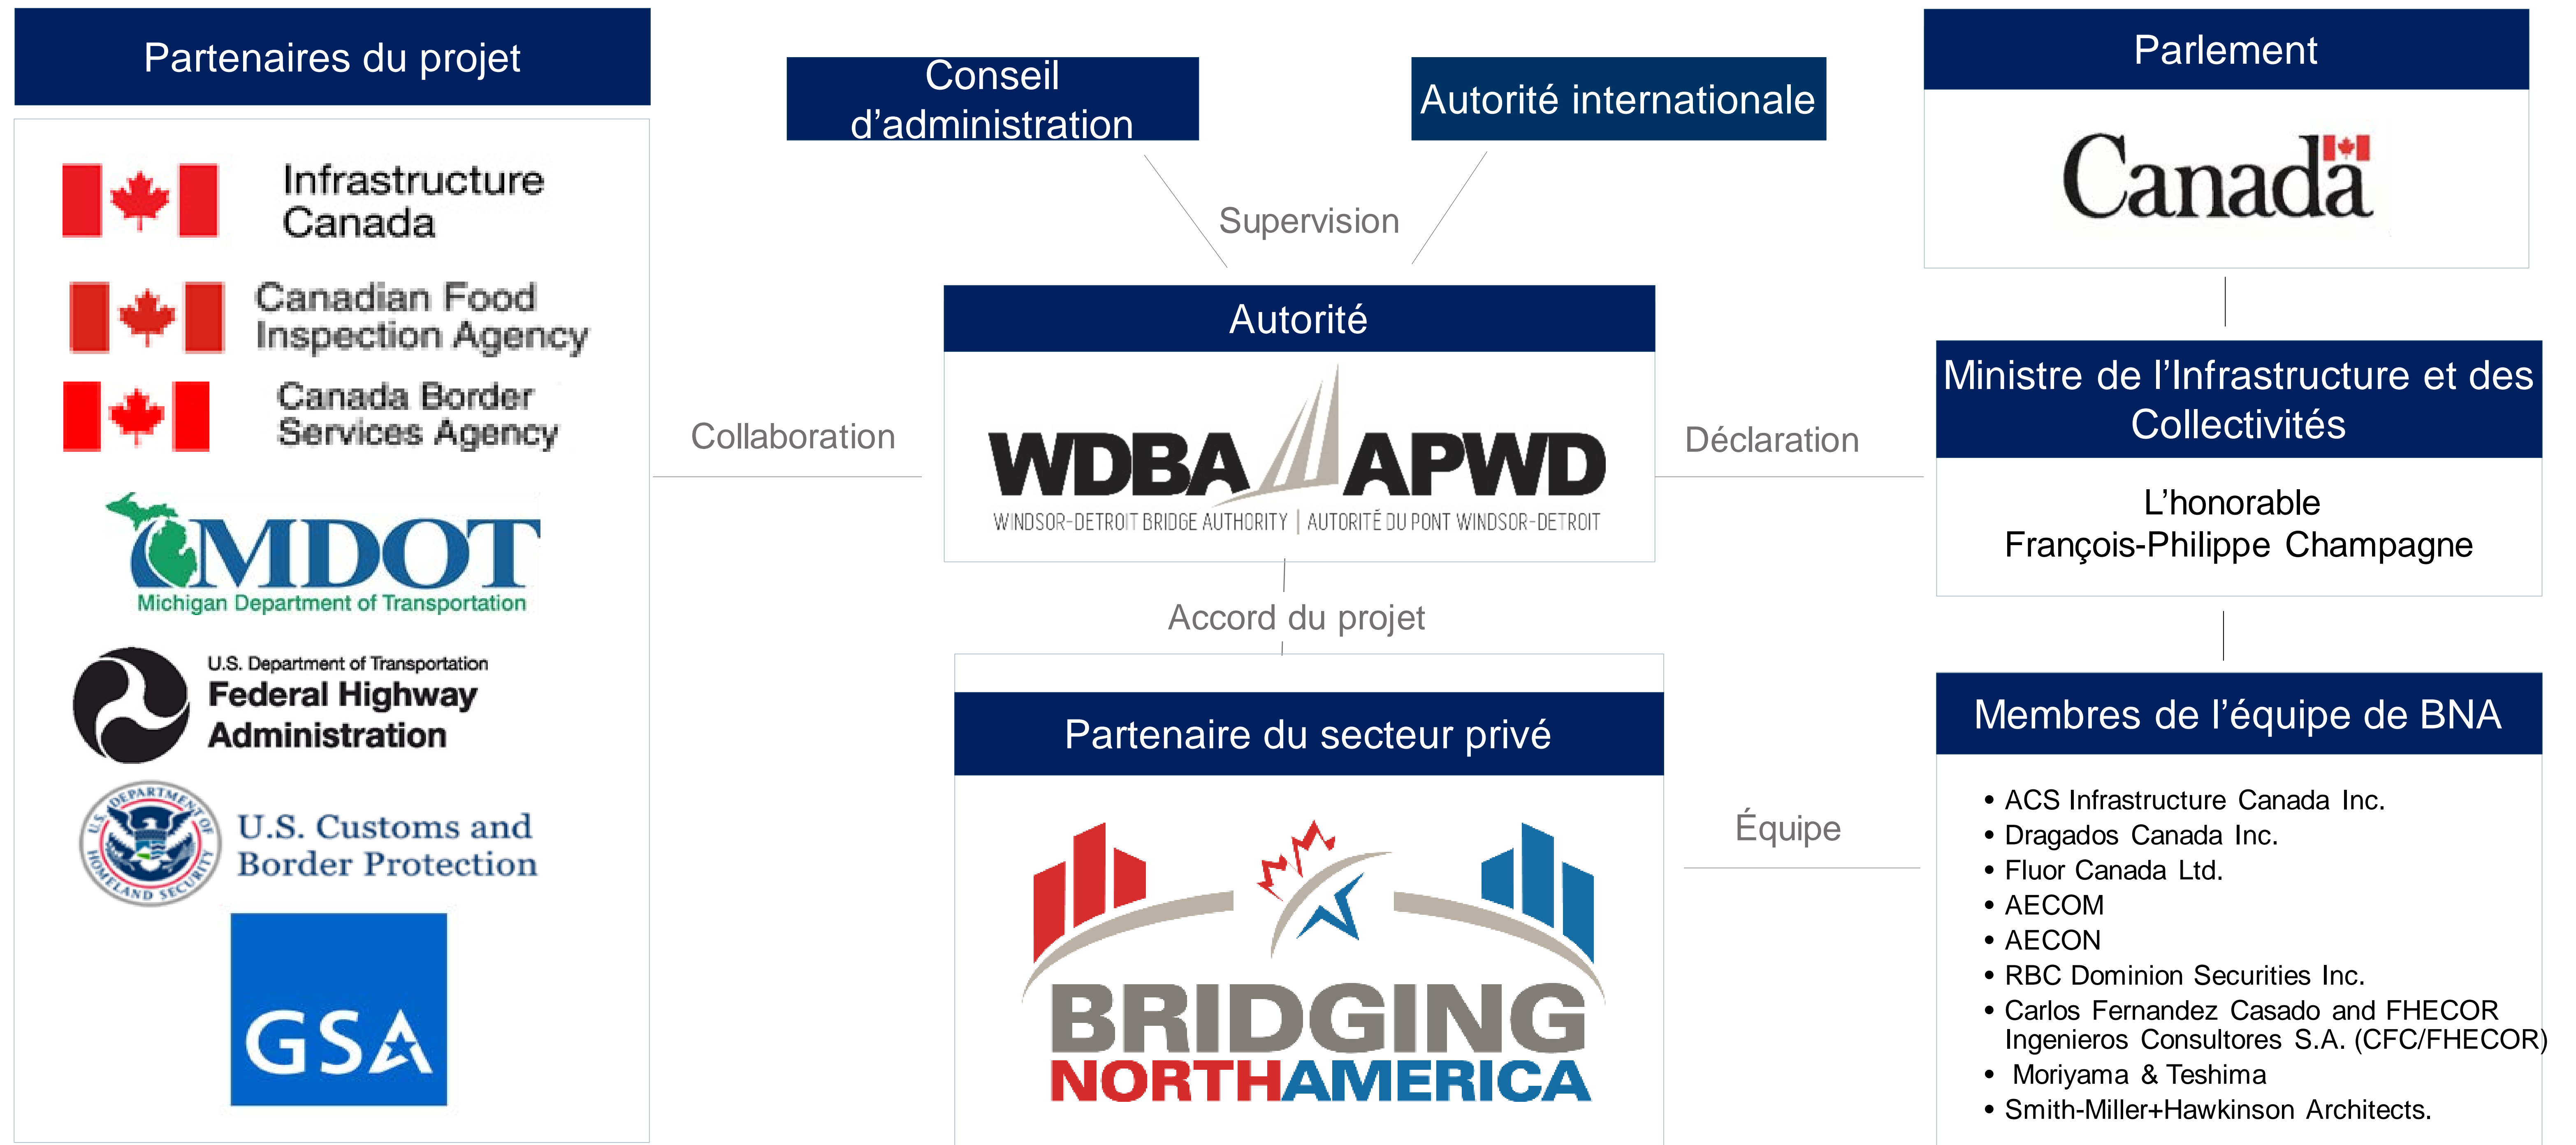 Partenaires du projet
Infrastructure
Canada
Canadian Food
Inspection Agency
Canada Border
Services Agency
MDOT
Michigan Department of Transportation
U.S. Department of Transportation
Federal Highway
Administration
U.S. DEPARTMENT OF HOMELAND SECURITY
U.S. Customs and
Border Protection
GSA
Conseil
d’administration
Autorité internationale
Supervision
Collaboration
Autorité
WDBA APWD
WINDSOR-DETROIT BRIDGE AUTHORITY | AUTORITÉ DU PONT WINDSOR-DETROIT
Déclaration
Accord du projet
Partenaire du secteur privé
BRIDGING
NORTHAMERICA
Équipe
Parlement
Canada
Ministre de l’Infrastructure et des
Collectivités
L’honorable
François-Philippe Champagne
Membres de l’équipe de BNA
• ACS Infrastructure Canada Inc.
• Dragados Canada Inc.
• Fluor Canada Ltd.
• AECOM
• AECON
• RBC Dominion Securities Inc.
• Carlos Fernandez Casado and FHECOR
Ingenieros Consultores S.A. (CFC/FHECOR)
• Moriyama & Teshima
• Smith-Miller+Hawkinson Architects.